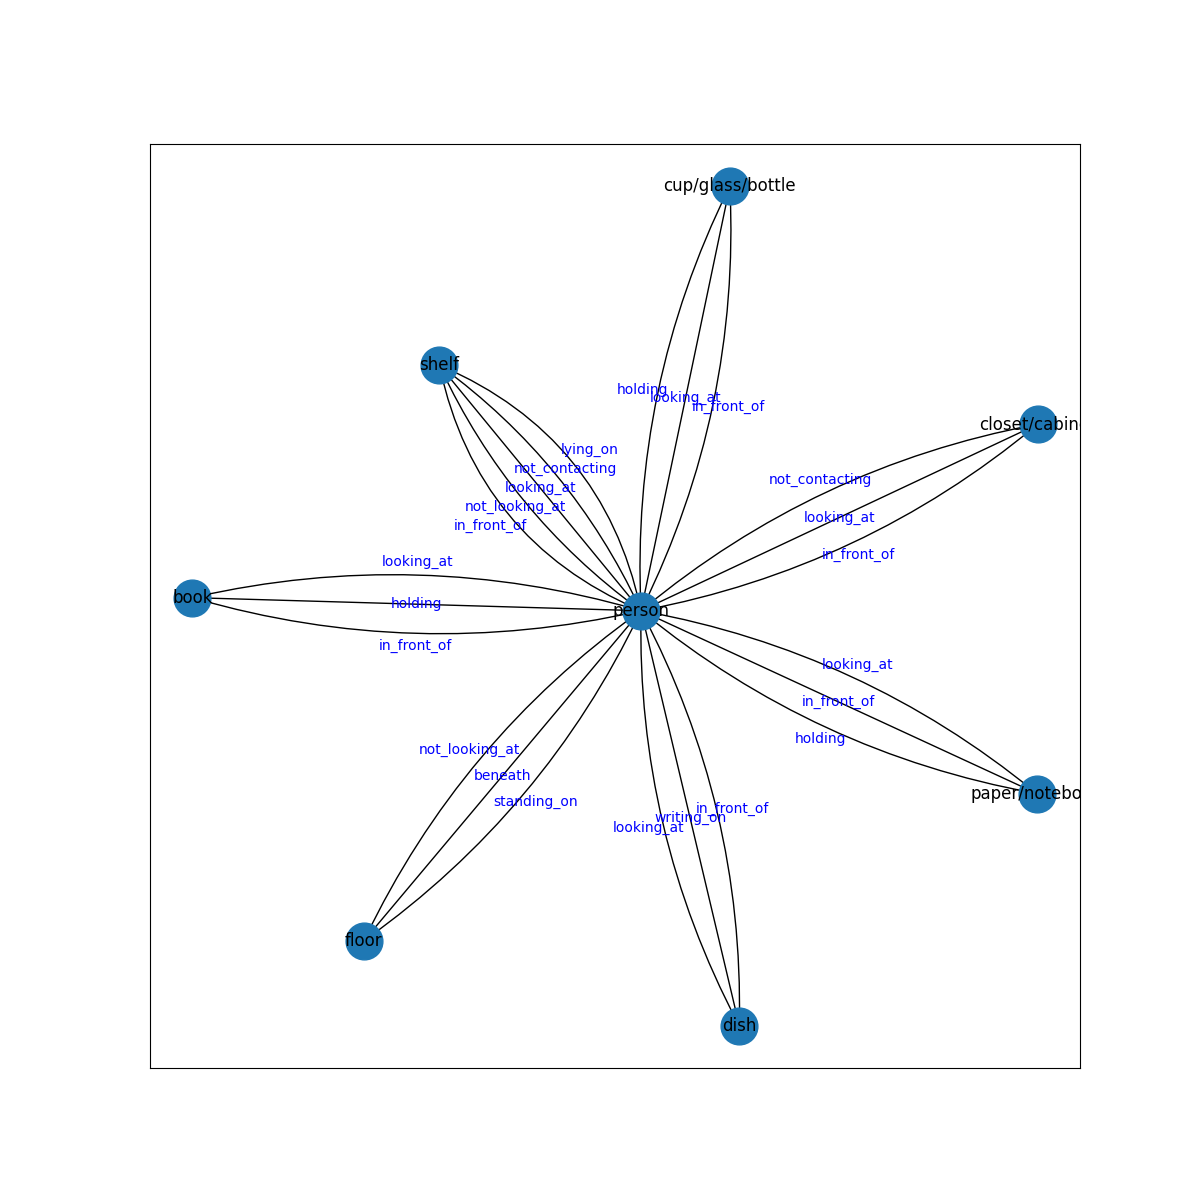 cup/glass/bottle
shelf
holding
looking_at
in_front_of
closet/cabin
lying_on
not_contacting
looking_at
not_looking_at
in_front_of
not_contacting
looking_at
in_front_of
looking_at
holding
in_front_of
book
person
looking_at
in_front_of
holding
not_looking_at
beneath
standing_on
in_front_of
writing_on
looking_at
paper/notebo
floor
dish